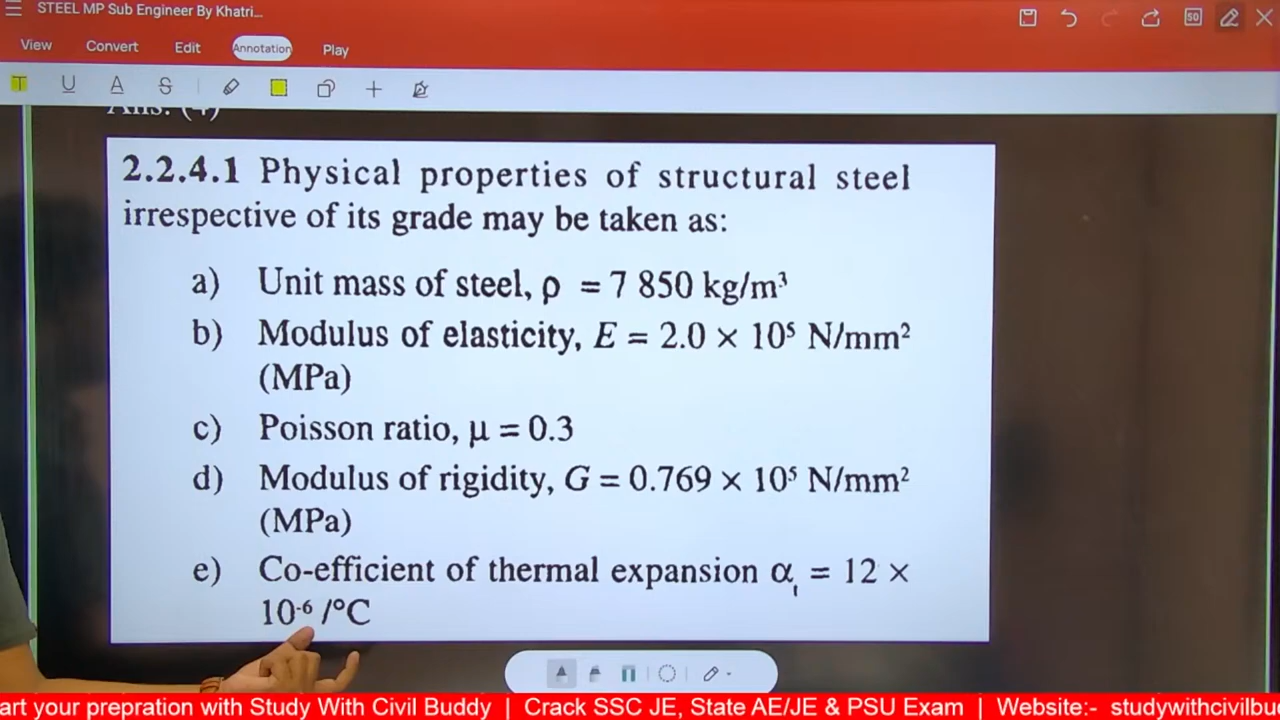 STEEL MP Sub Engineer By Khatri...
50
View Convert Edit Annotation Play
T U A S
Ans. (4)
2.2.4.1 Physical properties of structural steel
irrespective of its grade may be taken as:
a) Unit mass of steel, ρ = 7 850 kg/m³
b) Modulus of elasticity, E = 2.0 × 10⁵ N/mm²
(MPa)
c) Poisson ratio, μ = 0.3
d) Modulus of rigidity, G = 0.769 × 10⁵ N/mm²
(MPa)
e) Co-efficient of thermal expansion αₜ = 12 ×
10⁻⁶ /°C
art your prepration with Study With Civil Buddy | Crack SSC JE, State AE/JE & PSU Exam | Website:- studywithcivilbu